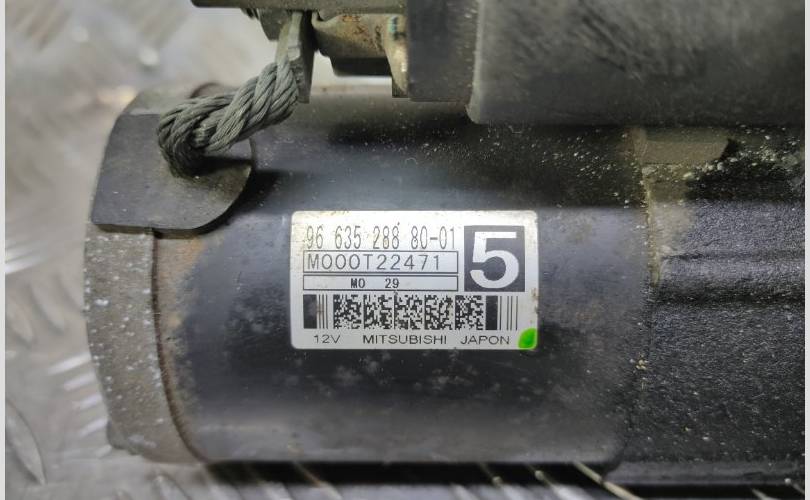 96 635 288 80-01
M000T22471
5
MO 29
12V MITSUBISHI JAPON